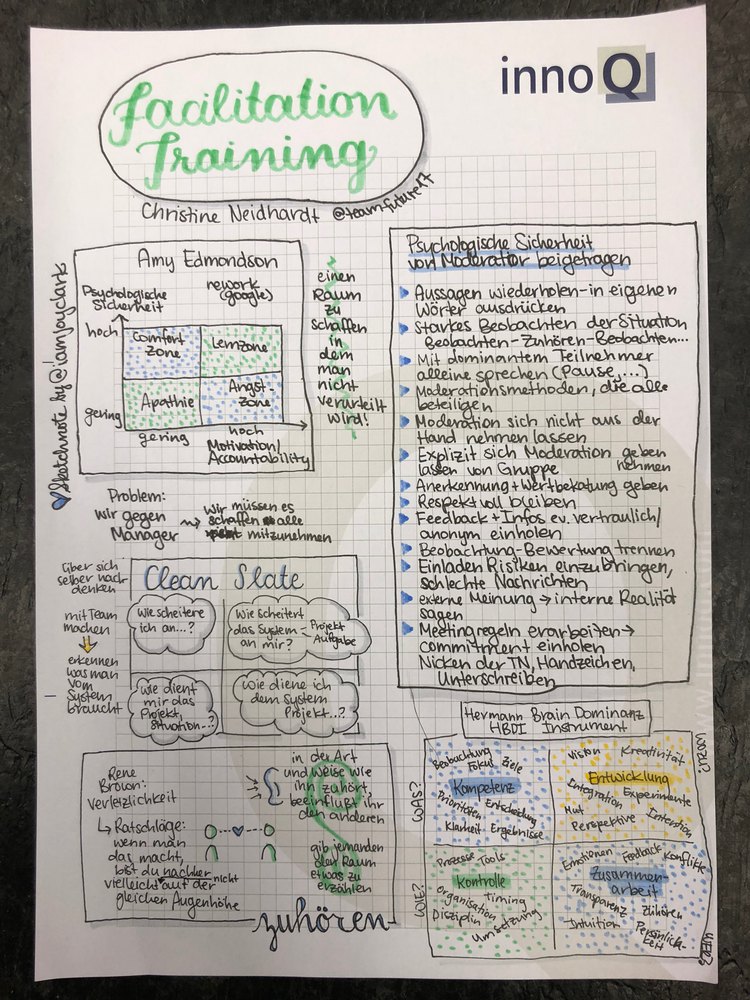 Facilitation
Training
innoQ
Christine Neidhardt @teamfuture17
Sketchnote by @iamjoyclark
Amy Edmondson
rework
(google)
Psychologische
Sicherheit
hoch
Comfort
Zone
Lernzone
gering
Apathie
Angst-
Zone
gering
hoch
Motivation/
Accountability
einen
Raum
zu
schaffen
in
dem
man
nicht
verurteilt
wird!
Problem:
wir gegen
Manager
wir müssen es
schaffen alle
mitzunehmen
Psychologische Sicherheit
von Moderator beigetragen
Aussagen wiederholen-in eigenen
Wörter ausdrücken
Starkes Beobachten der Situation
Beobachten-Zuhören-Beobachten...
Mit dominantem Teilnehmer
alleine sprechen (Pause,...)
Moderationsmethoden, die alle
beteiligen
Moderation sich nicht aus der
Hand nehmen lassen
Explizit sich Moderation geben
lassen von Gruppe nehmen
Anerkennung + Wertbekatung geben
Respektvoll bleiben
Feedback + Infos ev. vertraulich/
anonym einholen
Beobachtung-Bewertung trennen
Einladen Risiken einzubringen,
schlechte Nachrichten
externe Meinung → interne Realität
sagen
Meetingregeln erarbeiten →
commitment einholen
Nicken der TN, Handzeichen,
Unterschreiben
über sich
selber nach
denken
mit Team
machen
erkennen
was man
vom
System
braucht
Clean Slate
Wie scheitere
ich an...?
Wie scheitert
das System - Projekt
an mir? Aufgabe
wie dient
mir das
Projekt,
Situation..?
Wie diene ich
dem System
Projekt...?
Rene
Brown:
Verletzlichkeit
↳ Ratschläge:
wenn man
das macht,
bist du nachher nicht
vielleicht auf der
gleichen Augenhöhe
in der Art
und Weise wie
ihr zuhört,
beeinflußt ihr
den anderen
gib jemanden
den Raum
etwas zu
erzählen
zuhören
Hermann Brain Dominanz
HBDI Instrument
WAS?
Beobachtung
Fokus Ziele
Kompetenz
Prioritäten
Entscheidung
Klarheit Ergebnisse
WOZU?
Vision Kreativität
Entwicklung
Integration
Experimente
Mut
Perspektive
Intention
WIE?
Prozesse Tools
Kontrolle
Organisation
Timing
Disziplin
Umsetzung
WER?
Emotionen Feedback Konflikte
Zusammen-
arbeit
Transparenz
Zuhören
Intuition
Persönlich-
keit